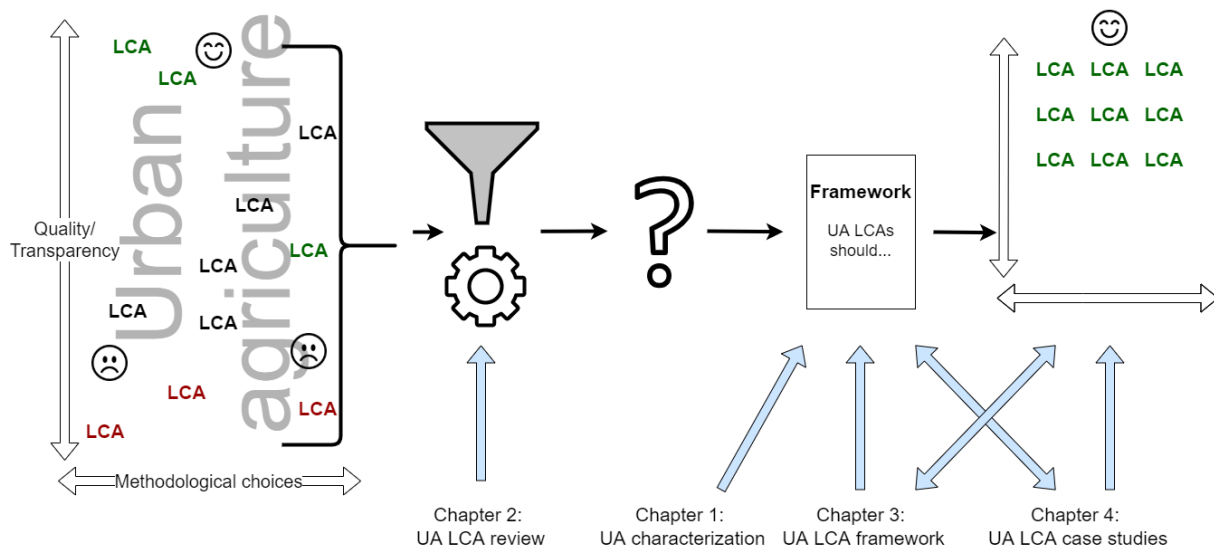 LCA
LCA
LCA
LCA
LCA
LCA
LCA
LCA
LCA
LCA
LCA
Urban
agriculture
Quality/
Transparency
Methodological choices
?
Framework
UA LCAs
should...
LCA LCA LCA
LCA LCA LCA
LCA LCA LCA
Chapter 2:
UA LCA review
Chapter 1:
UA characterization
Chapter 3:
UA LCA framework
Chapter 4:
UA LCA case studies